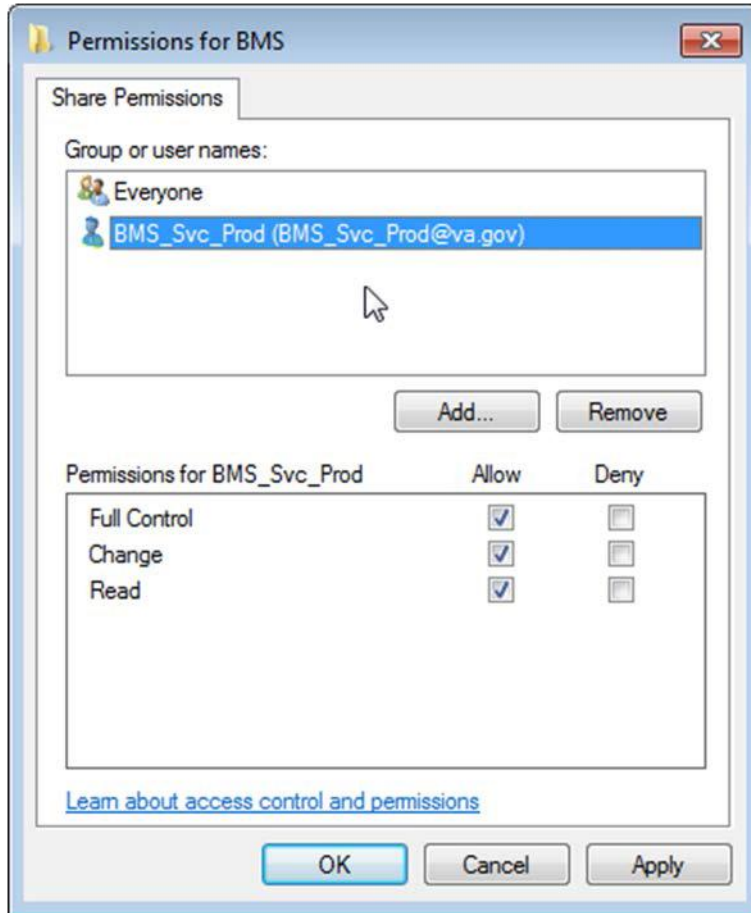 Permissions for BMS
Share Permissions
Group or user names:
Everyone
BMS_Svc_Prod (BMS_Svc_Prod@va.gov)
Add... Remove
Permissions for BMS_Svc_Prod Allow Deny
Full Control
Change
Read
Learn about access control and permissions
OK Cancel Apply